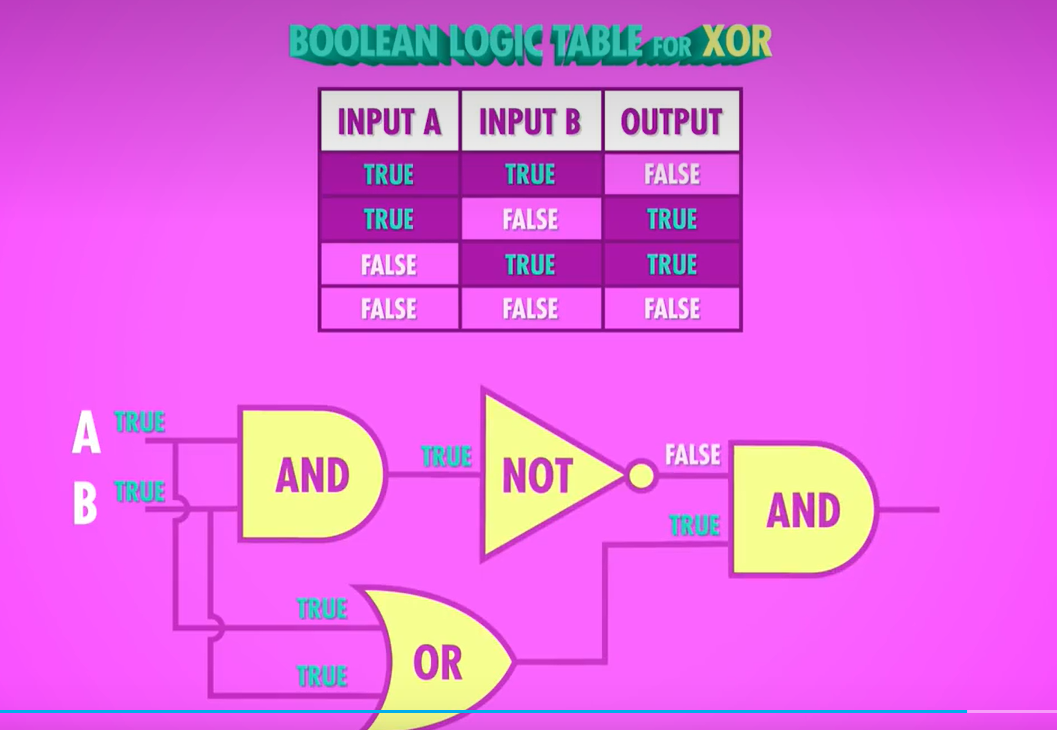 BOOLEAN LOGIC TABLE FOR XOR
INPUT A INPUT B OUTPUT
TRUE TRUE FALSE
TRUE FALSE TRUE
FALSE TRUE TRUE
FALSE FALSE FALSE
A TRUE
B TRUE
AND
TRUE
NOT
FALSE
TRUE
AND
TRUE
TRUE
OR